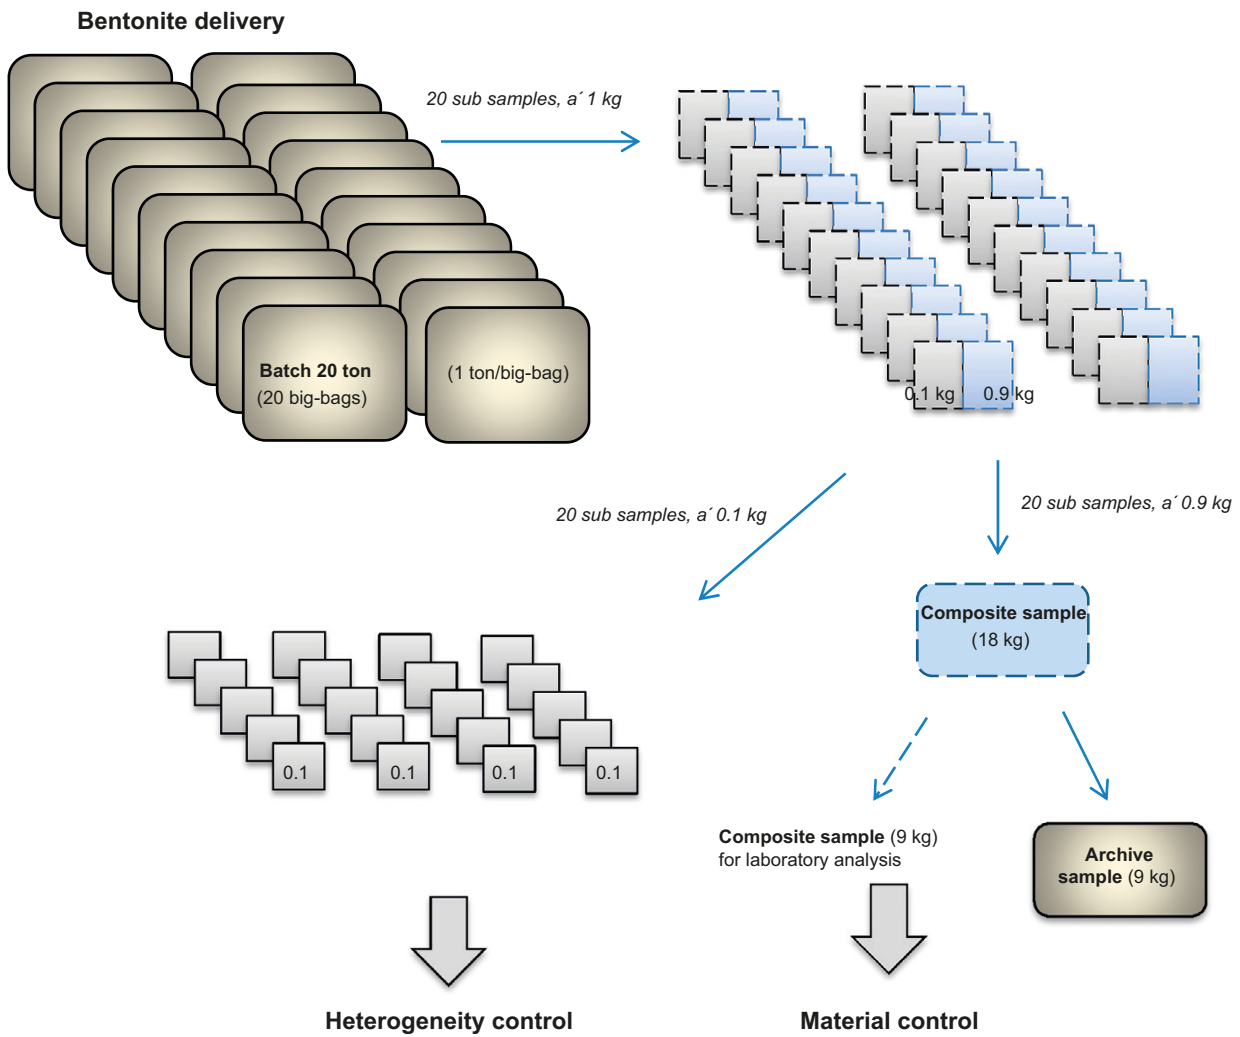 Bentonite delivery
20 sub samples, a´ 1 kg
Batch 20 ton
(20 big-bags)
(1 ton/big-bag)
0.1 kg
0.9 kg
20 sub samples, a´ 0.1 kg
20 sub samples, a´ 0.9 kg
Composite sample
(18 kg)
0.1
0.1
0.1
0.1
Composite sample (9 kg)
for laboratory analysis
Archive
sample (9 kg)
Heterogeneity control
Material control